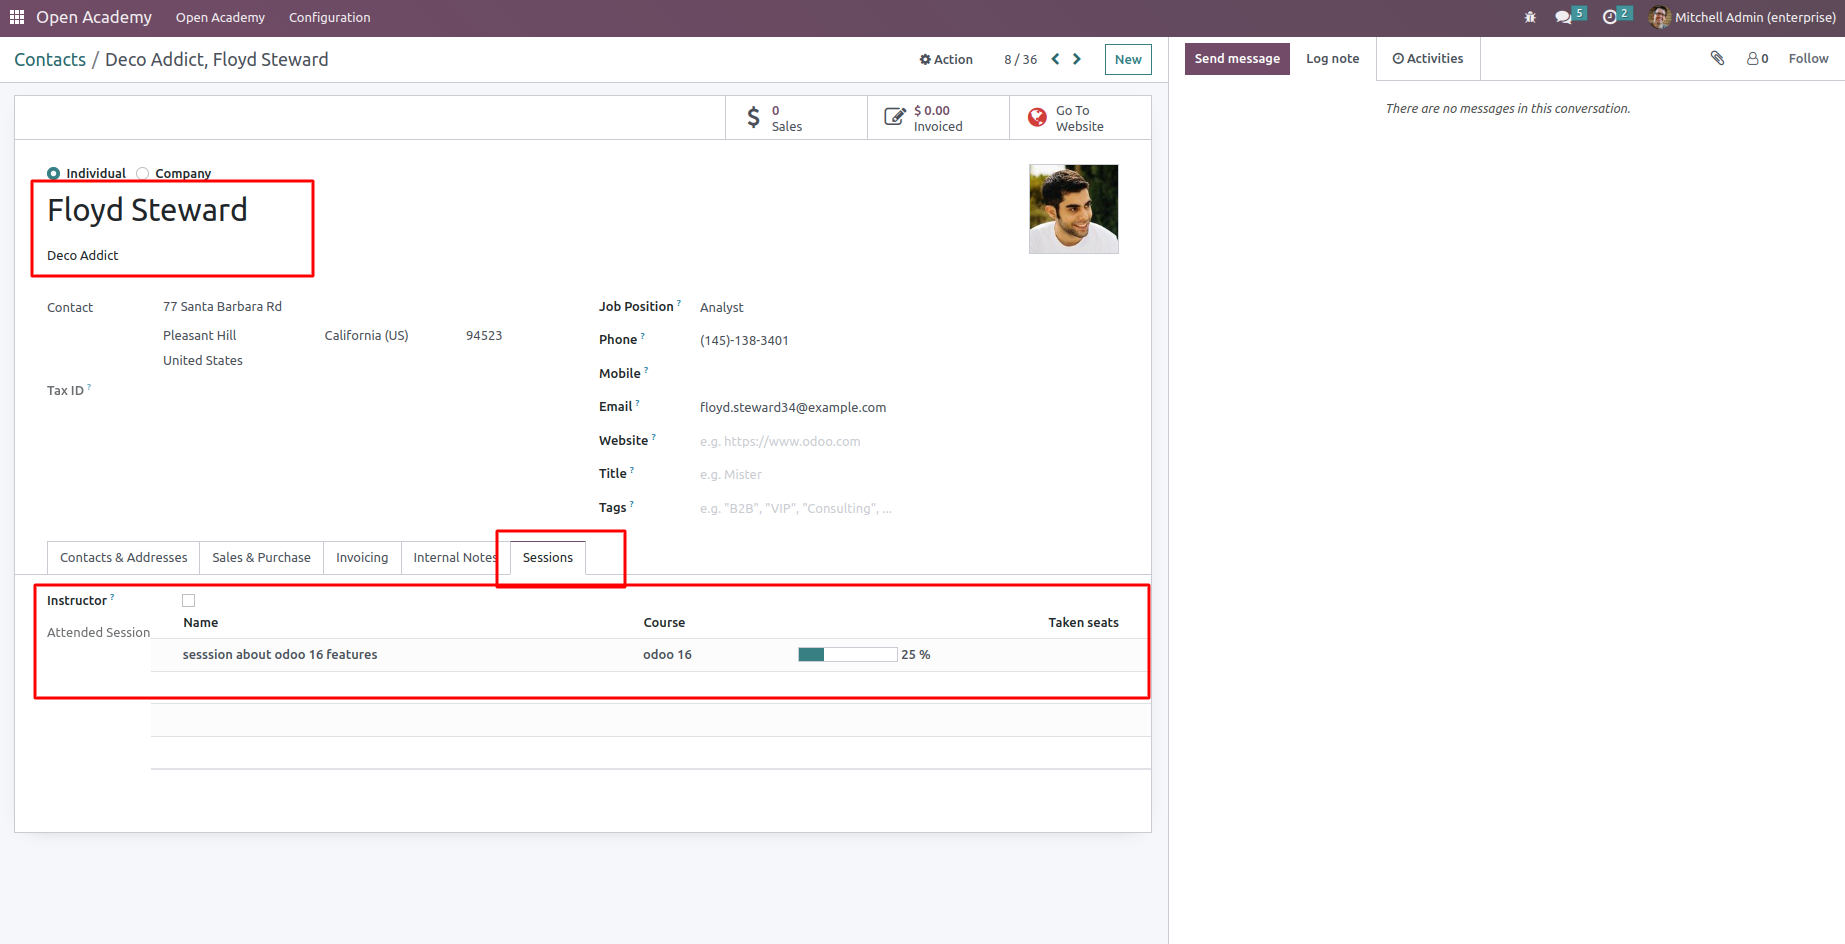 Open Academy Open Academy Configuration 5 2 Mitchell Admin (enterprise)
Contacts / Deco Addict, Floyd Steward Action 8 / 36 New Send message Log note Activities 0 Follow
There are no messages in this conversation.
$ 0 Sales
$ 0.00 Invoiced
Go To Website
Individual Company
Floyd Steward
Deco Addict
Contact 77 Santa Barbara Rd
Pleasant Hill California (US) 94523
United States
Tax ID ?
Job Position ? Analyst
Phone ? (145)-138-3401
Mobile ?
Email ? floyd.steward34@example.com
Website ? e.g. https://www.odoo.com
Title ? e.g. Mister
Tags ? e.g. "B2B", "VIP", "Consulting", ...
Contacts & Addresses Sales & Purchase Invoicing Internal Notes Sessions
Instructor ?
Attended Session
Name Course Taken seats
sesssion about odoo 16 features odoo 16 25 %